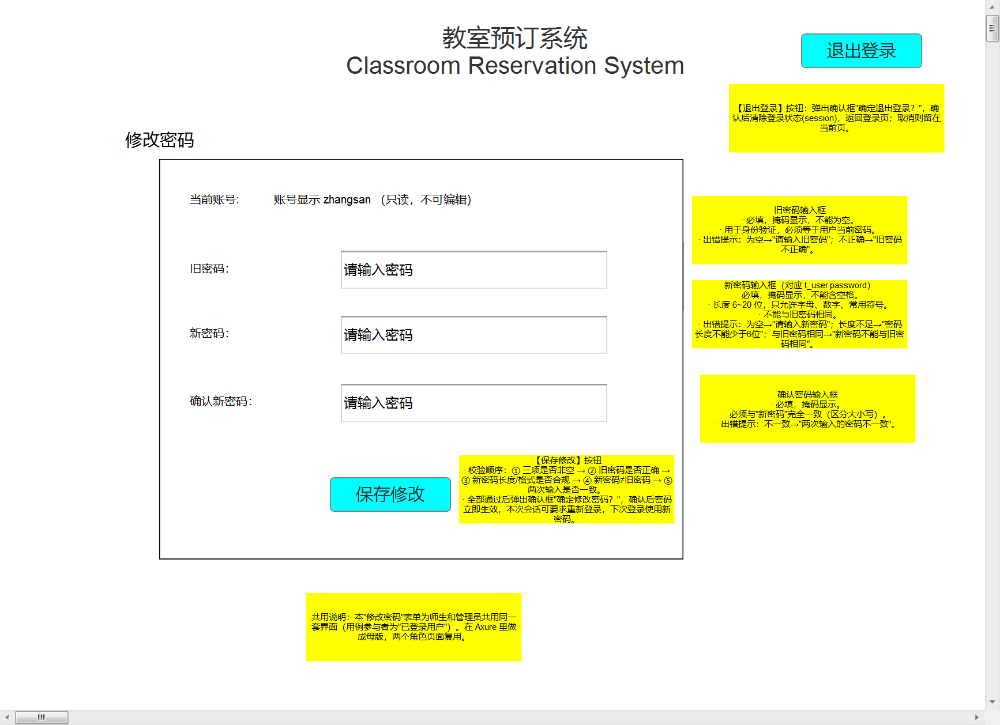 教室预订系统
Classroom Reservation System
退出登录
【退出登录】按钮：弹出确认框"确定退出登录？"，确
认后清除登录状态(session)，返回登录页；取消则留在
当前页。
修改密码
当前账号:
账号显示 zhangsan （只读，不可编辑）
旧密码输入框
· 必填，掩码显示，不能为空。
· 用于身份验证，必须等于用户当前密码。
· 出错提示：为空→"请输入旧密码"；不正确→"旧密码
不正确"。
旧密码：
请输入密码
新密码输入框（对应 t_user.password）
· 必填，掩码显示，不能含空格。
· 长度 6~20 位，只允许字母、数字、常用符号。
· 不能与旧密码相同。
· 出错提示：为空→"请输入新密码"；长度不足→"密码
长度不能少于6位"；与旧密码相同→"新密码不能与旧密
码相同"。
新密码：
请输入密码
确认密码输入框
· 必填，掩码显示。
· 必须与"新密码"完全一致（区分大小写）。
· 出错提示：不一致→"两次输入的密码不一致"。
确认新密码：
请输入密码
保存修改
【保存修改】按钮
· 校验顺序：① 三项是否非空 → ② 旧密码是否正确 →
③ 新密码长度/格式是否合规 → ④ 新密码≠旧密码 → ⑤
两次输入是否一致。
· 全部通过后弹出确认框"确定修改密码？"，确认后密码
立即生效，本次会话可要求重新登录，下次登录使用新
密码。
共用说明：本"修改密码"表单为师生和管理员共用同一
套界面（用例参与者为"已登录用户"）。在 Axure 里做
成母版，两个角色页面复用。